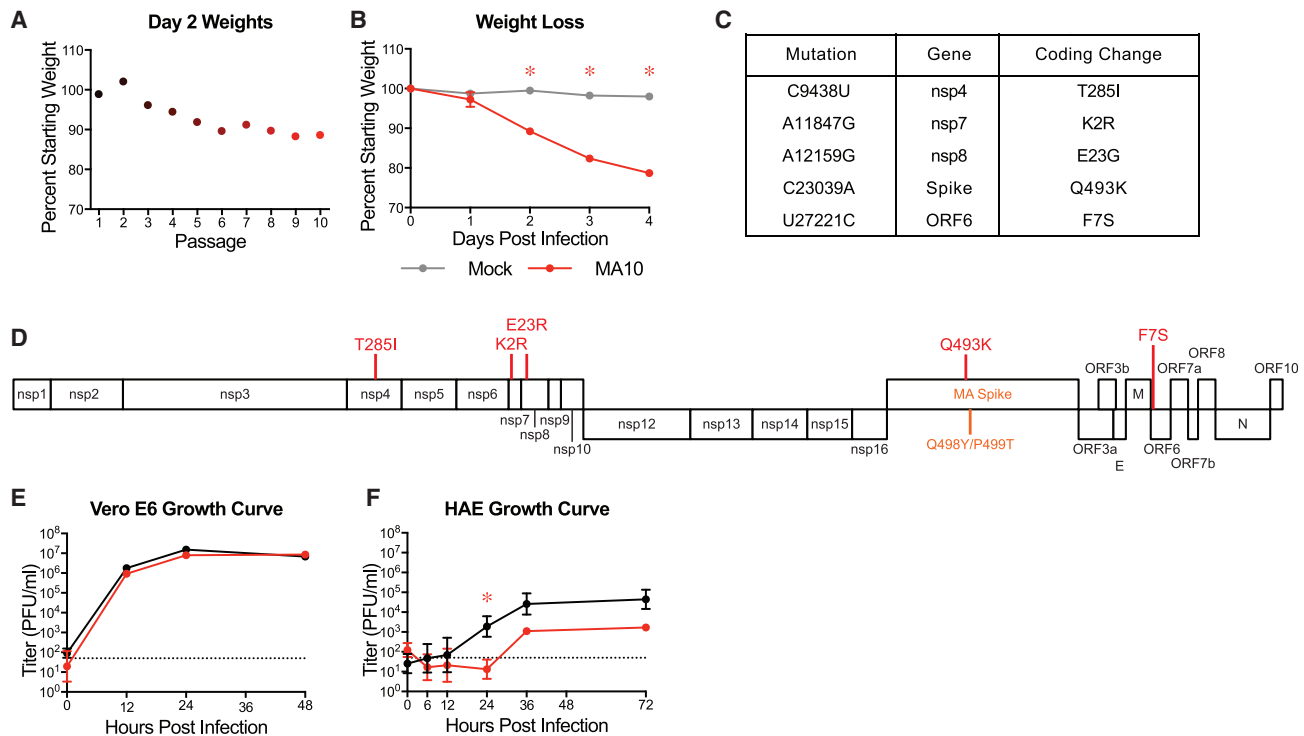 A
Day 2 Weights
Percent Starting Weight
110
100
90
80
70
1 2 3 4 5 6 7 8 9 10
Passage
B
Weight Loss
Percent Starting Weight
110
100
90
80
70
* * *
0 1 2 3 4
Days Post Infection
Mock MA10
C
Mutation Gene Coding Change
C9438U nsp4 T285I
A11847G nsp7 K2R
A12159G nsp8 E23G
C23039A Spike Q493K
U27221C ORF6 F7S
D
E23R
T285I K2R Q493K F7S
ORF8
ORF3b ORF7a ORF10
nsp1 nsp2 nsp3 nsp4 nsp5 nsp6 MA Spike M
nsp7 nsp9 nsp12 nsp13 nsp14 nsp15 N
nsp8
nsp10 nsp16 Q498Y/P499T ORF3a ORF6
E ORF7b
E
Vero E6 Growth Curve
Titer (PFU/ml)
10⁸
10⁷
10⁶
10⁵
10⁴
10³
10²
10¹
10⁰
0 12 24 36 48
Hours Post Infection
F
HAE Growth Curve
Titer (PFU/ml)
10⁸
10⁷
10⁶
10⁵
10⁴
10³
10²
10¹
10⁰
*
0 6 12 24 36 48 72
Hours Post Infection